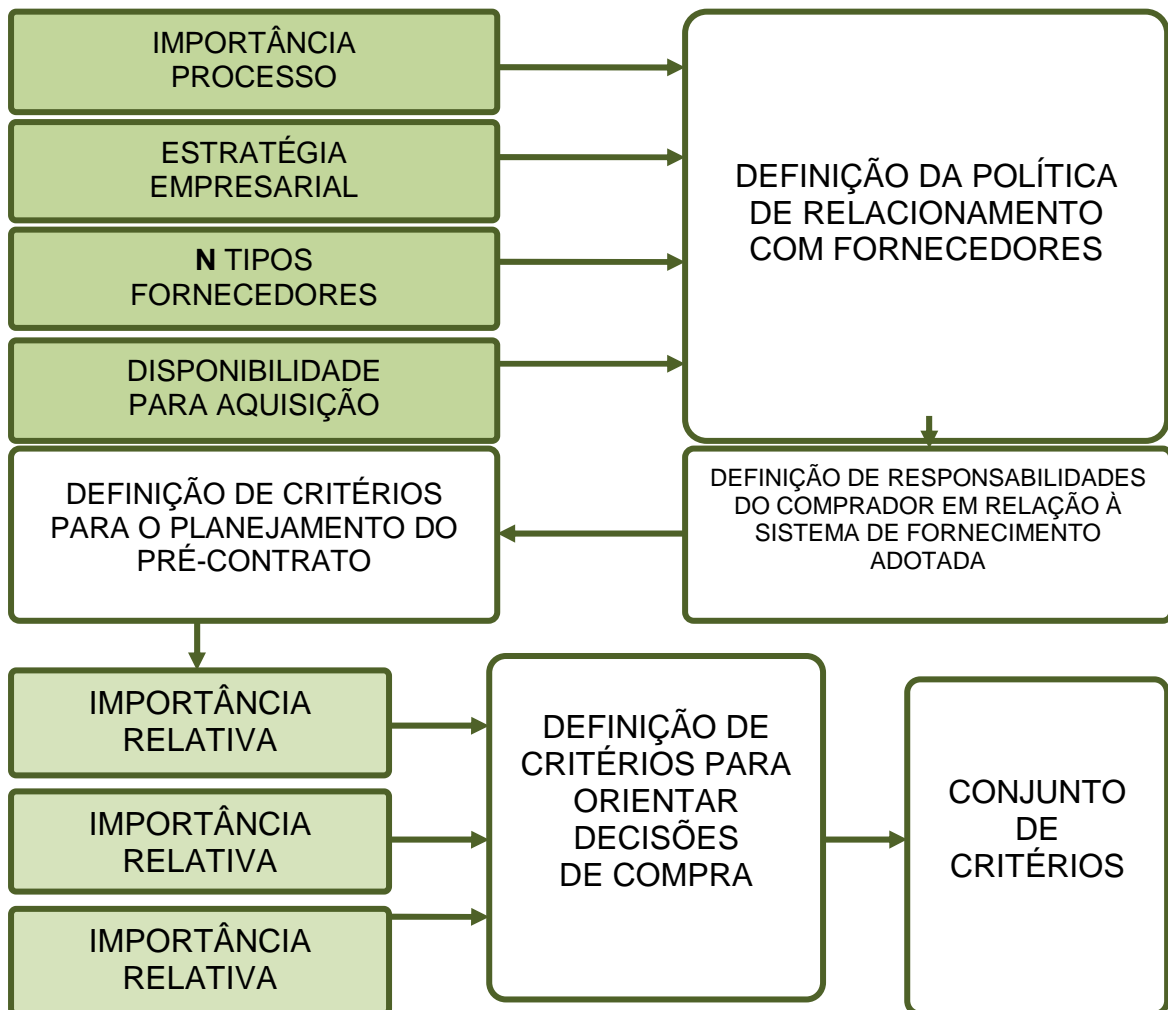 IMPORTÂNCIA
PROCESSO
ESTRATÉGIA
EMPRESARIAL
N TIPOS
FORNECEDORES
DISPONIBILIDADE
PARA AQUISIÇÃO
DEFINIÇÃO DA POLÍTICA
DE RELACIONAMENTO
COM FORNECEDORES
DEFINIÇÃO DE RESPONSABILIDADES
DO COMPRADOR EM RELAÇÃO À
SISTEMA DE FORNECIMENTO
ADOTADA
DEFINIÇÃO DE CRITÉRIOS
PARA O PLANEJAMENTO DO
PRÉ-CONTRATO
IMPORTÂNCIA
RELATIVA
IMPORTÂNCIA
RELATIVA
IMPORTÂNCIA
RELATIVA
DEFINIÇÃO DE
CRITÉRIOS PARA
ORIENTAR
DECISÕES
DE COMPRA
CONJUNTO
DE
CRITÉRIOS